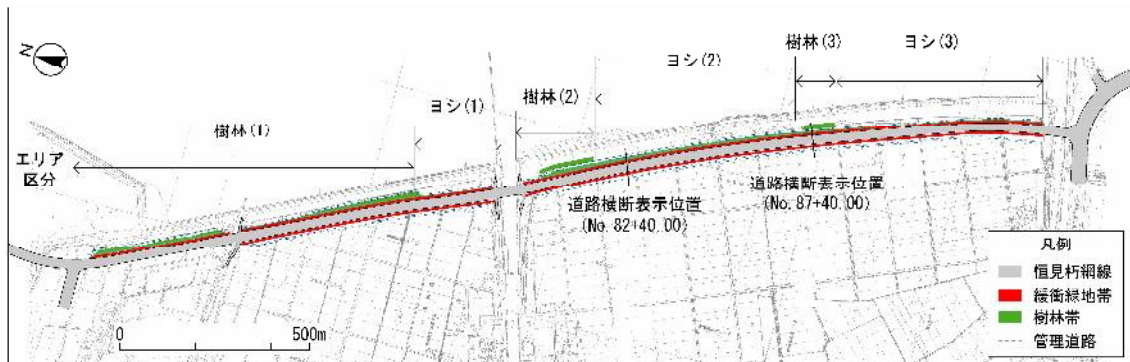 N
樹林(1)
ヨシ(1)
樹林(2)
ヨシ(2)
樹林(3)
ヨシ(3)
エリア
区分
道路横断表示位置
(No. 82+40.00)
道路横断表示位置
(No. 87+40.00)
0
500m
凡例
恒見朽網線
緩衝緑地帯
樹林帯
管理道路